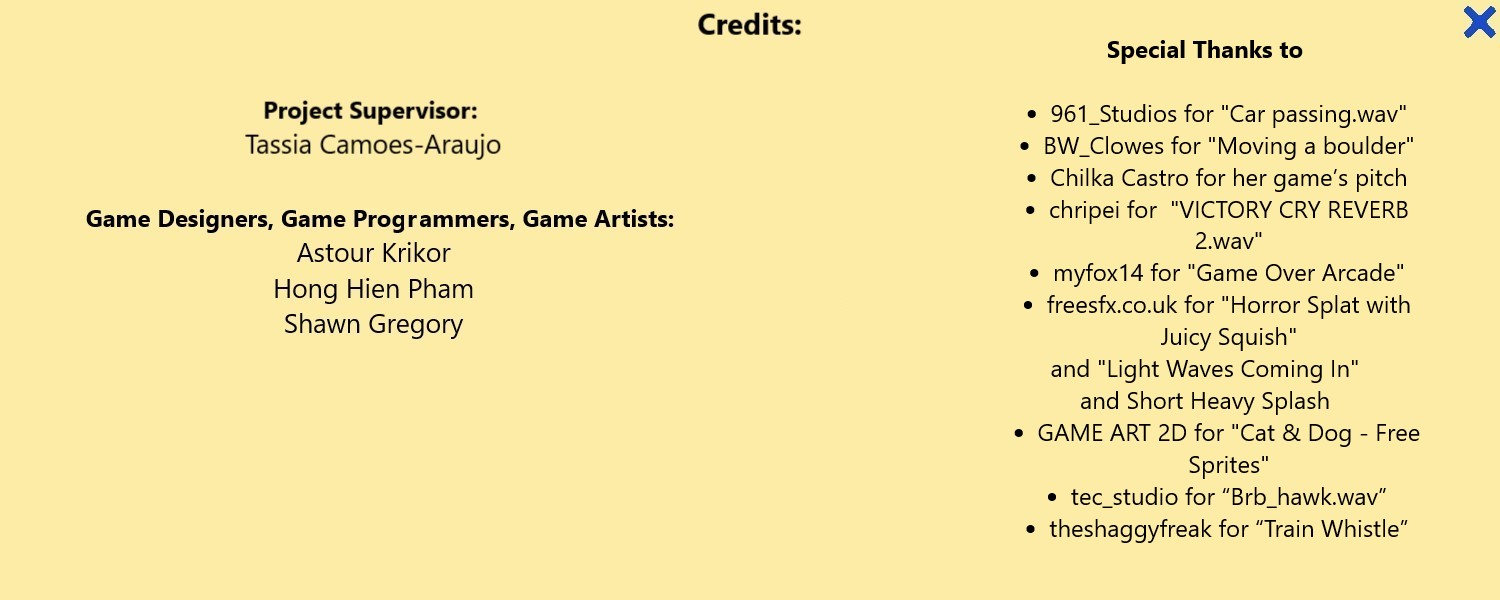 Credits:
Project Supervisor:
Tassia Camoes-Araujo
Game Designers, Game Programmers, Game Artists:
Astour Krikor
Hong Hien Pham
Shawn Gregory
Special Thanks to
• 961_Studios for "Car passing.wav"
• BW_Clowes for "Moving a boulder"
• Chilka Castro for her game’s pitch
• chripei for  "VICTORY CRY REVERB
2.wav"
• myfox14 for "Game Over Arcade"
• freesfx.co.uk for "Horror Splat with
Juicy Squish"
and "Light Waves Coming In"
and Short Heavy Splash
• GAME ART 2D for "Cat & Dog - Free
Sprites"
• tec_studio for “Brb_hawk.wav”
• theshaggyfreak for “Train Whistle”